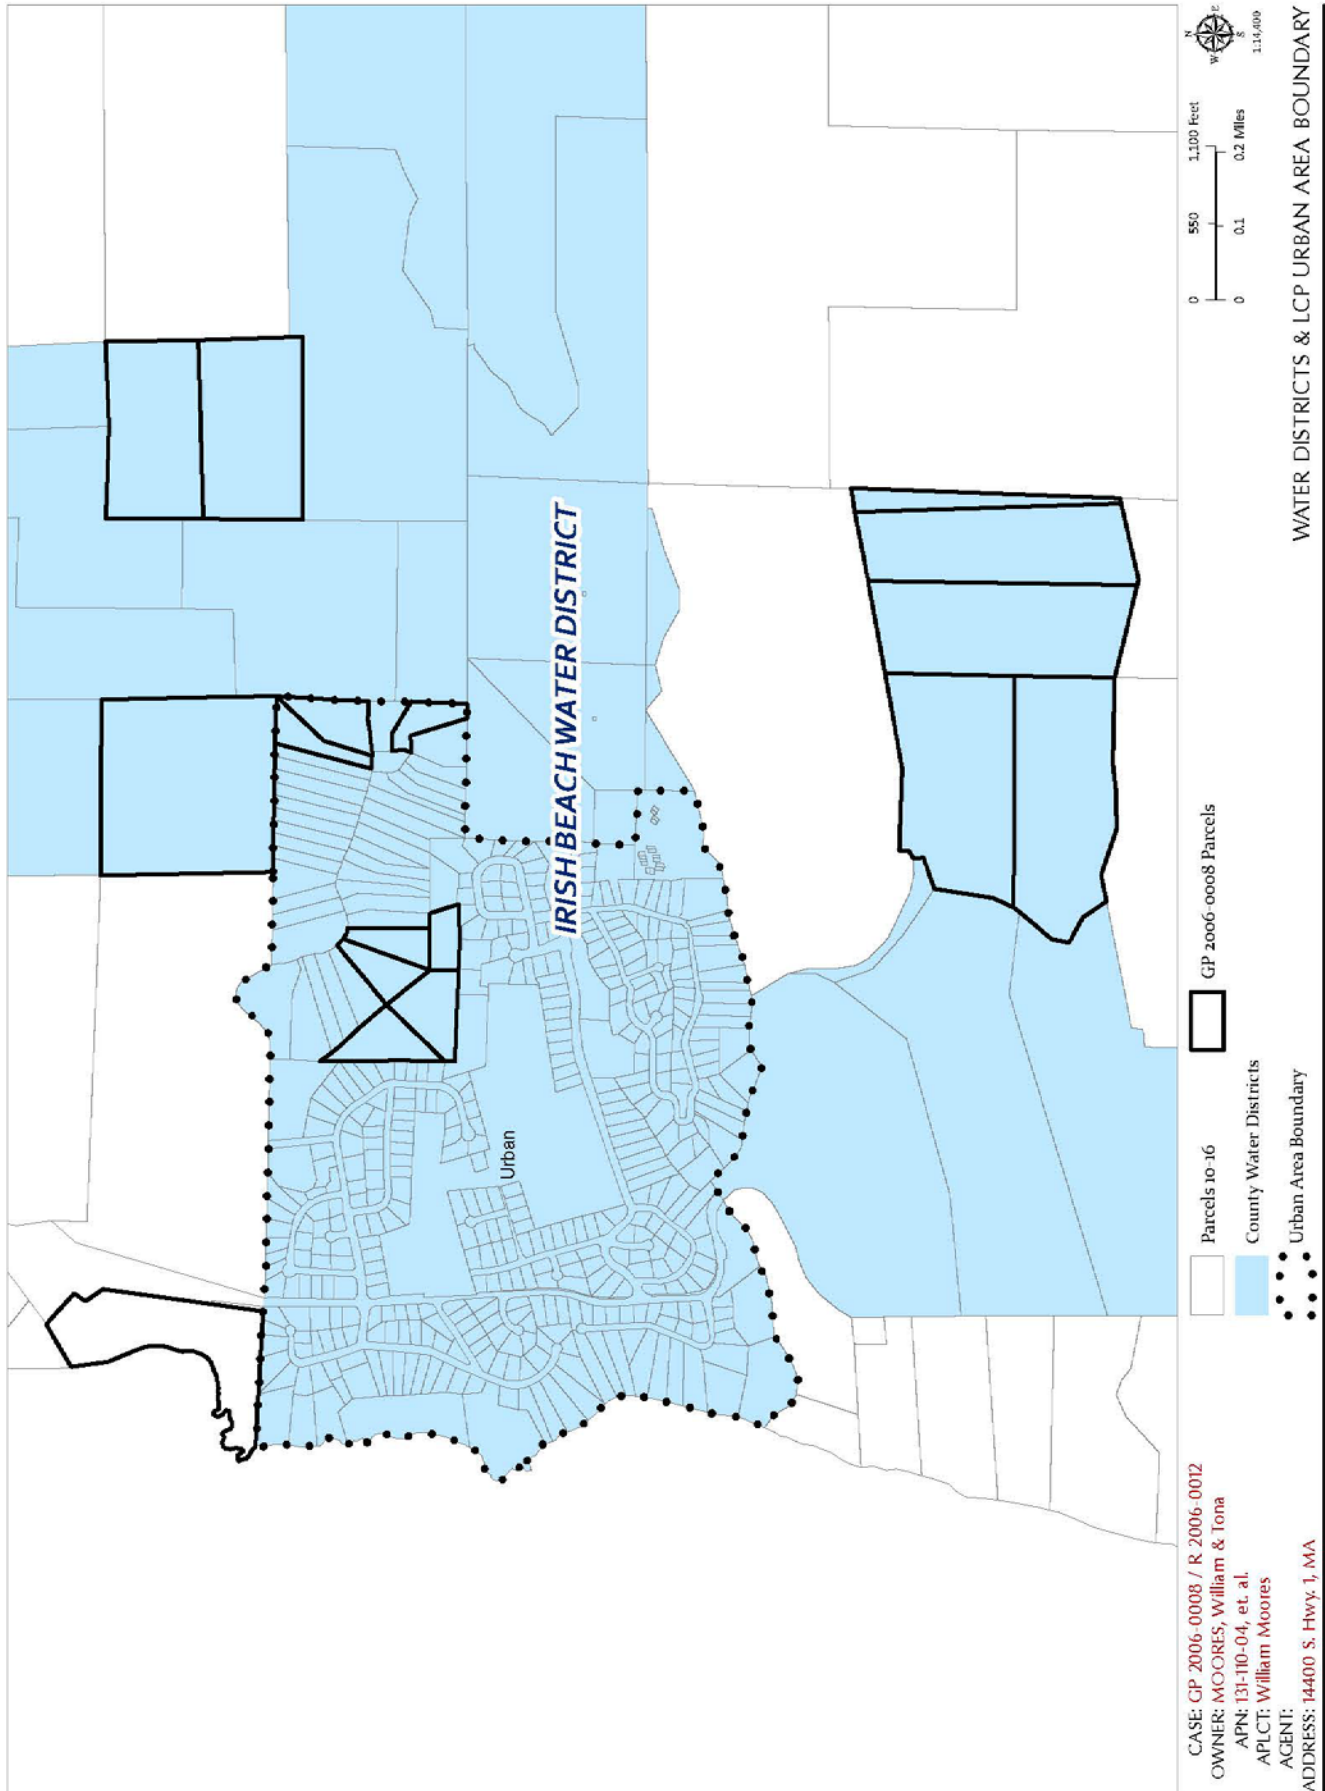 IRISH BEACH WATER DISTRICT
Urban
CASE: GP 2006-0008 / R 2006-0012
OWNER: MOORES, William & Tona
APN: 131-110-04, et. al.
APLCT: William Moores
AGENT:
ADDRESS: 14400 S. Hwy. 1, MA
Parcels 10-16
County Water Districts
Urban Area Boundary
GP 2006-0008 Parcels
0 550 1,100 Feet
0 0.1 0.2 Miles
N
W E
S
1:14,400
WATER DISTRICTS & LCP URBAN AREA BOUNDARY